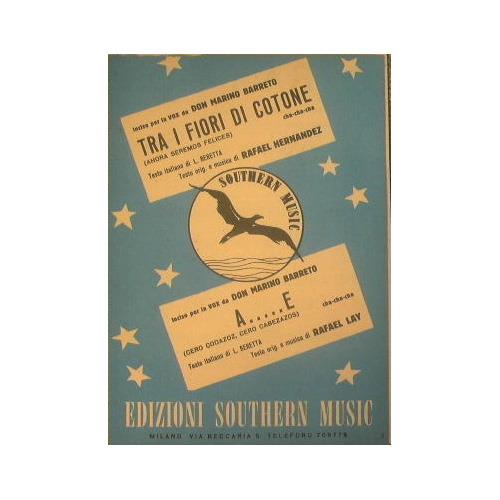 inciso per la VOX da DON MARINO BARRETO
TRA I FIORI DI COTONE
cha-cha-cha
(AHORA SEREMOS FELICES)
Testo italiano di L. BERETTA
Testo orig. e musica di RAFAEL HERNANDEZ
SOUTHERN MUSIC
inciso per la VOX da DON MARINO BARRETO
A......E
cha-cha-cha
(CERO CODAZOZ, CERO CABEZAZOS)
Testo italiano di L. BERETTA
Testo orig. e musica di RAFAEL LAY
EDIZIONI SOUTHERN MUSIC
MILANO VIA BECCARIA 5 TELEFONO